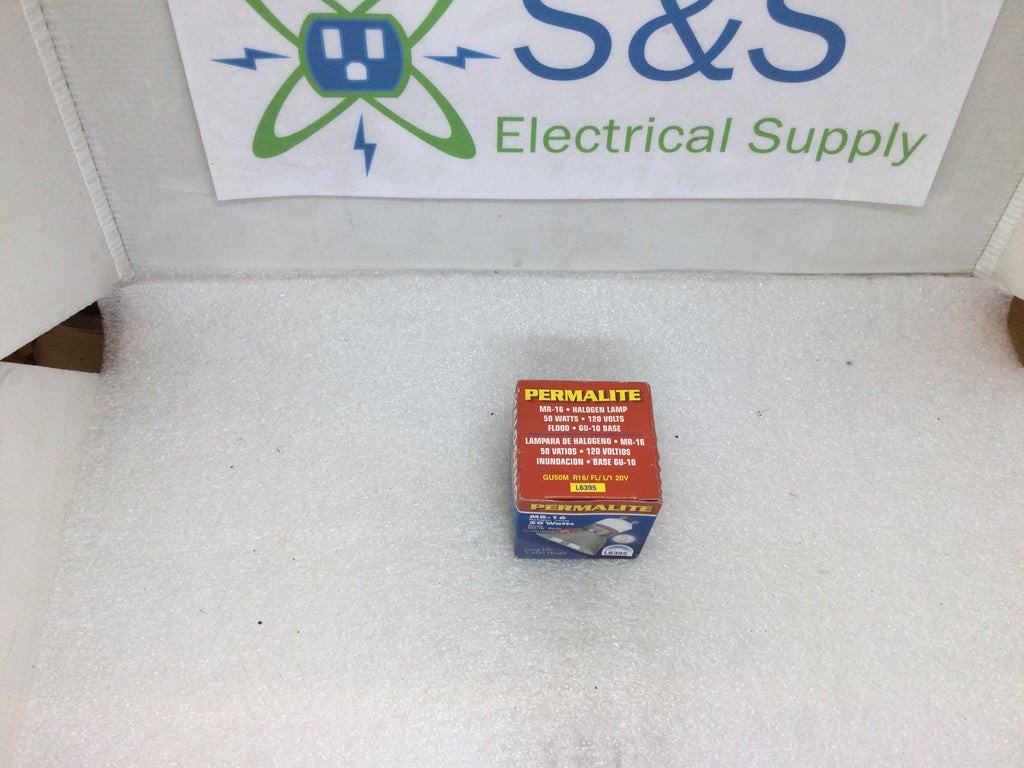 S&S
Electrical Supply
PERMALITE
MR-16 • HALOGEN LAMP
50 WATTS • 120 VOLTS
FLOOD • GU-10 BASE
LAMPARA DE HALOGENO • MR-16
50 VATIOS • 120 VOLTIOS
INUNDACION • BASE GU-10
GU50M R16/ FL/ L/1 20V
L6395
PERMALITE
MR-16
50 Watts
Long Life
L6395